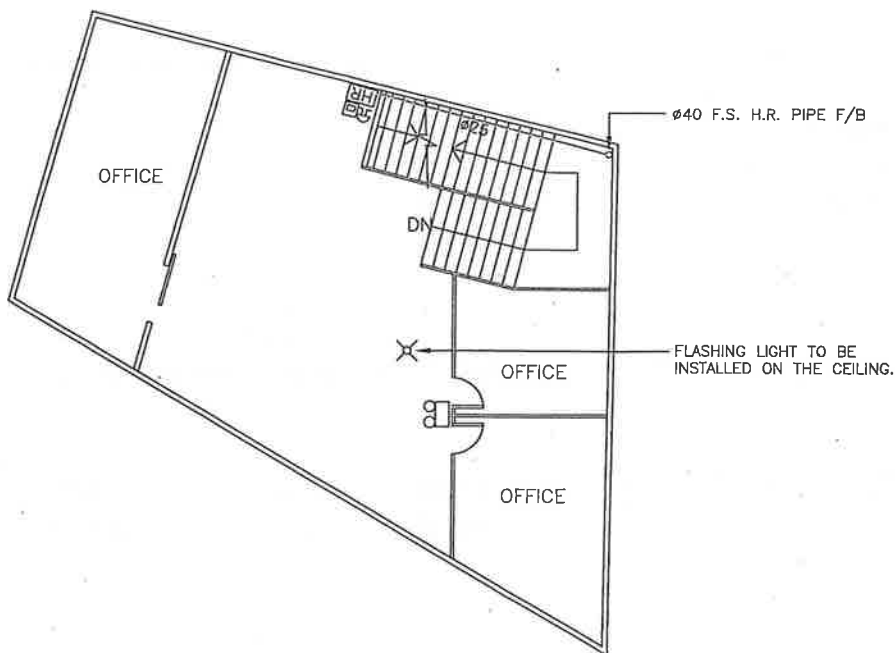 ø40 F.S. H.R. PIPE F/B
HR
ø25
OFFICE
DN
FLASHING LIGHT TO BE
INSTALLED ON THE CEILING.
OFFICE
OFFICE